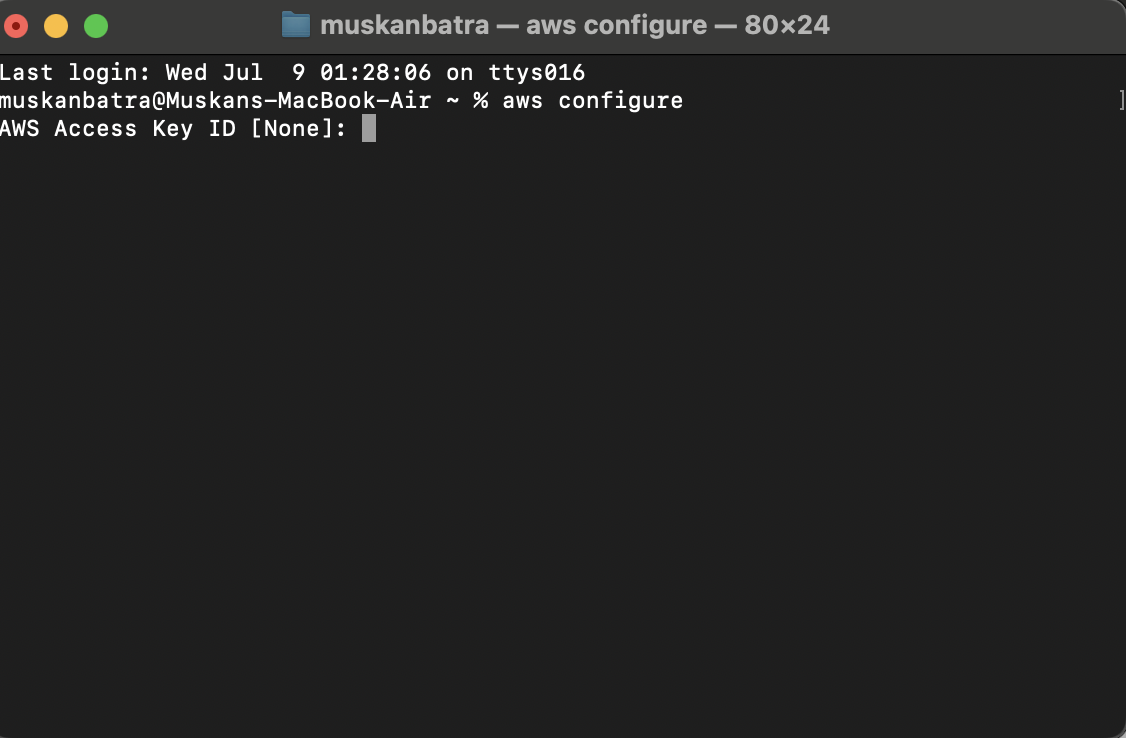 muskanbatra — aws configure — 80×24
Last login: Wed Jul  9 01:28:06 on ttys016
muskanbatra@Muskans-MacBook-Air ~ % aws configure
AWS Access Key ID [None]: